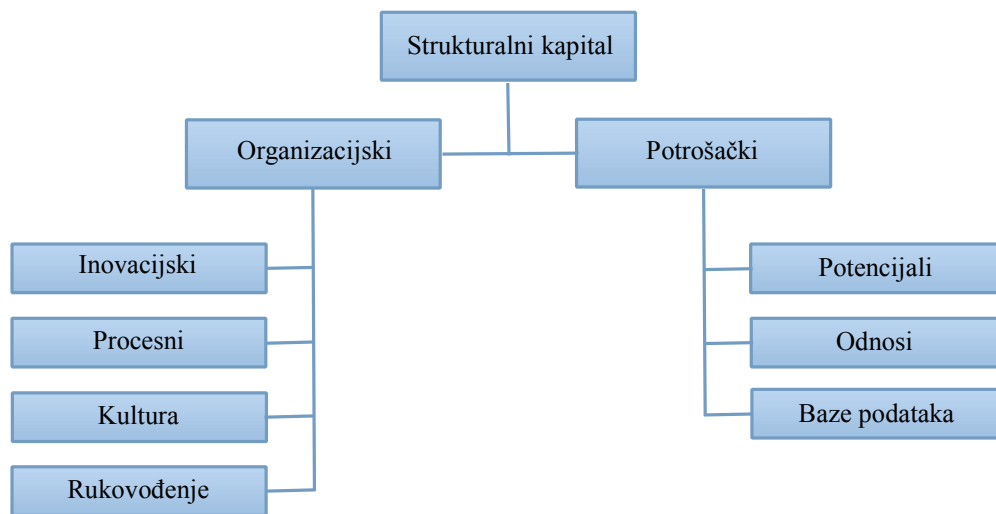 Strukturalni kapital
Organizacijski
Potrošački
Inovacijski
Procesni
Kultura
Rukovođenje
Potencijali
Odnosi
Baze podataka